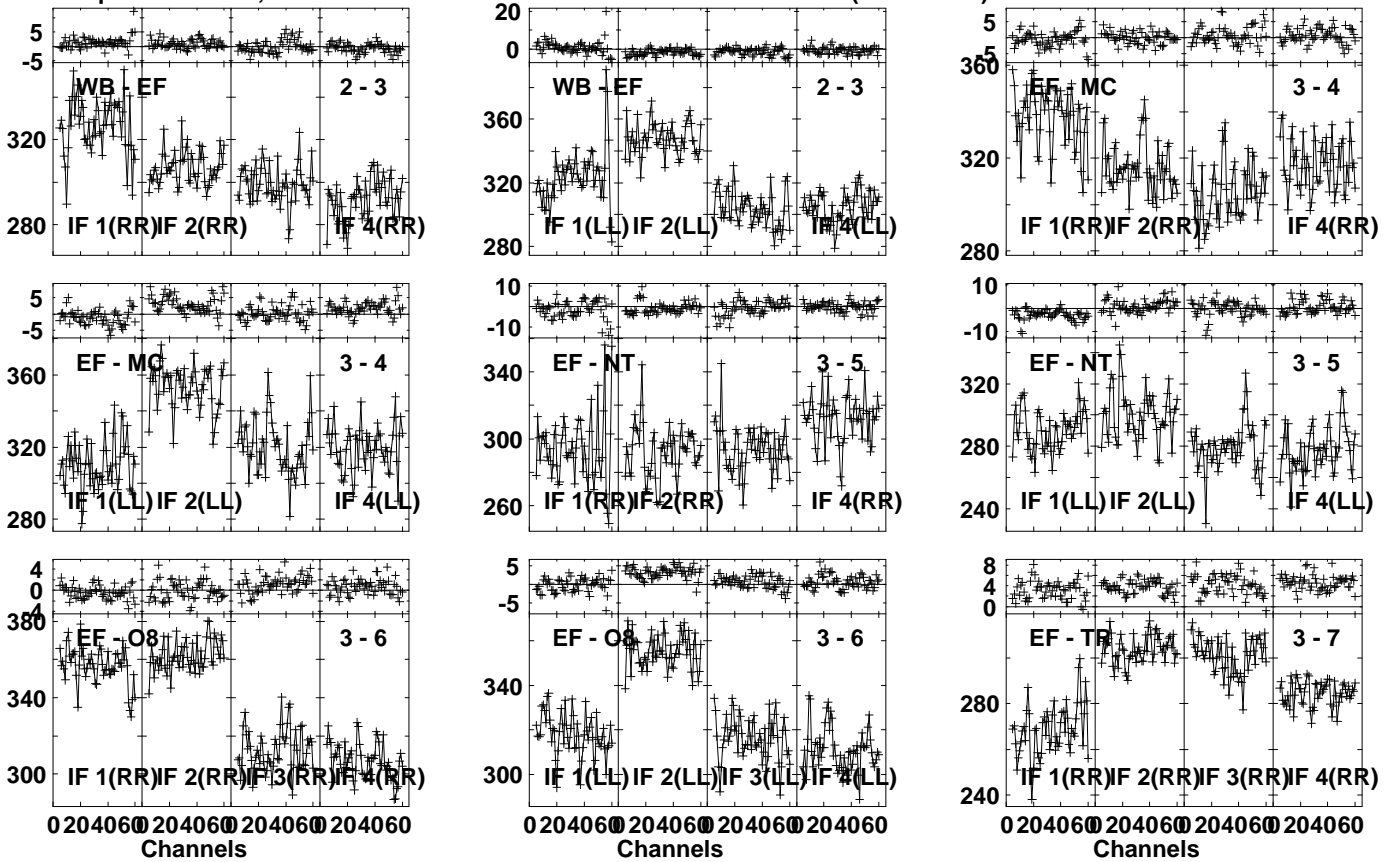 20
5 0 5
-5 -5
360
WB - EF 2 - 3 WB - EF 2 - 3 EF - MC 3 - 4
360
320 320 320
280 280 280
IF 1(RR) IF 2(RR) IF 4(RR) IF 1(LL) IF 2(LL) IF 4(LL) IF 1(RR) IF 2(RR) IF 4(RR)
5 10 10
-5 -10 -10
EF - MC 3 - 4 EF - NT 3 - 5 EF - NT 3 - 5
360 340 320
320 300 280
280 260 240
IF 1(LL) IF 2(LL) IF 4(LL) IF 1(RR) IF 2(RR) IF 4(RR) IF 1(LL) IF 2(LL) IF 4(LL)
4 5 8
0 4
-4 -5 0
380
EF - O8 3 - 6 EF - O8 3 - 6 EF - TR 3 - 7
340 340 280
300 300 240
IF 1(RR) IF 2(RR) IF 3(RR) IF 4(RR) IF 1(LL) IF 2(LL) IF 3(LL) IF 4(LL) IF 1(RR) IF 2(RR) IF 3(RR) IF 4(RR)
0 20 40 60 0 20 40 60 0 20 40 60 0 20 40 60 0 20 40 60 0 20 40 60 0 20 40 60 0 20 40 60 0 20 40 60 0 20 40 60 0 20 40 60 0 20 40 60
Channels Channels Channels